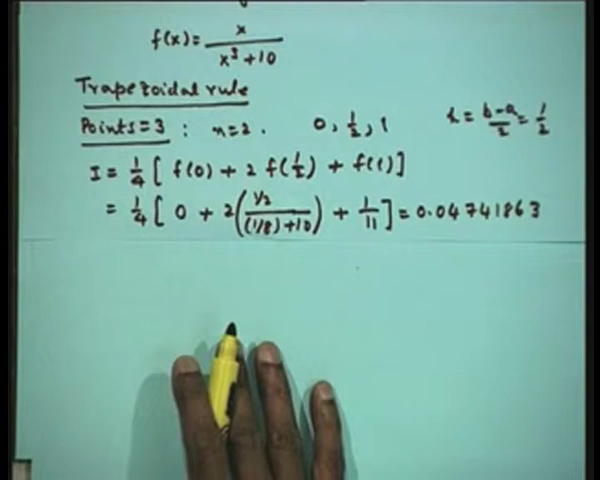 f(x) = x / (x³ + 10)
Trapezoidal rule
Points = 3 : n = 2. 0, 1/2, 1 h = (b-a)/2 = 1/2
I = 1/4 [ f(0) + 2 f(1/2) + f(1) ]
= 1/4 [ 0 + 2 ( (1/2) / ((1/8) + 10) ) + 1/11 ] = 0.04741863